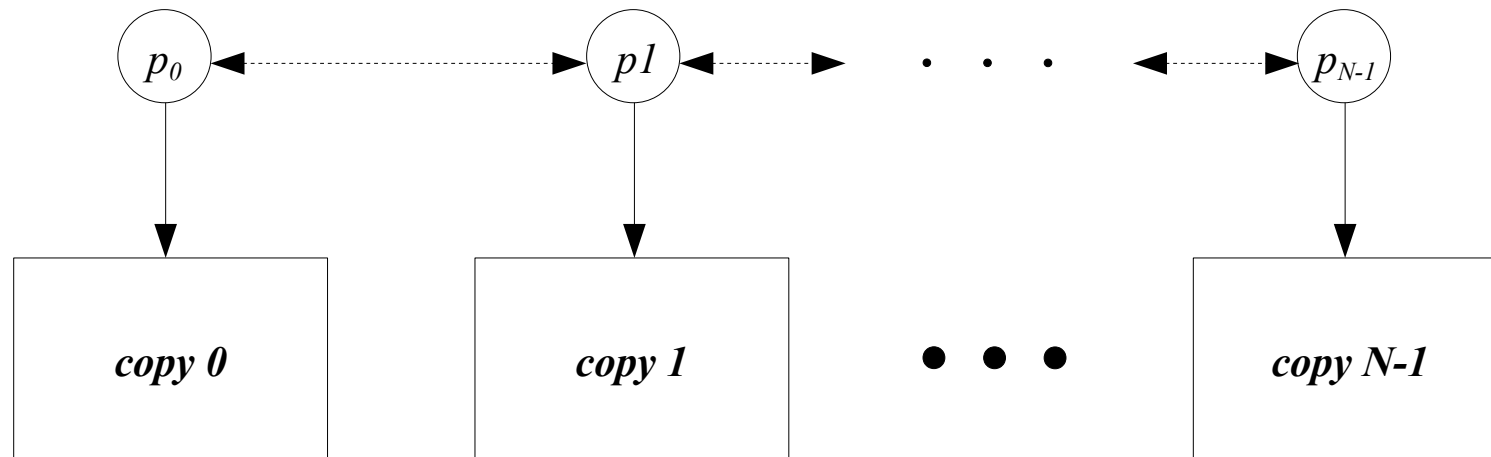 p0 p1 . . . pN-1
copy 0 copy 1 ● ● ● copy N-1